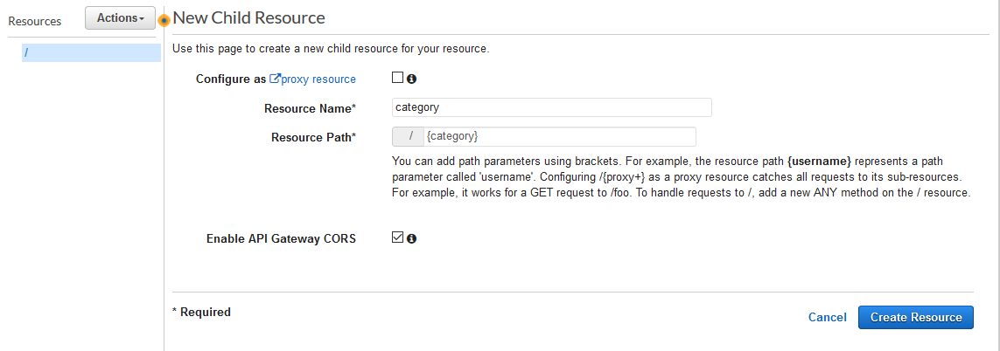 Resources
Actions
/
New Child Resource
Use this page to create a new child resource for your resource.
Configure as proxy resource
Resource Name*
category
Resource Path*
/ {category}
You can add path parameters using brackets. For example, the resource path {username} represents a path
parameter called 'username'. Configuring /{proxy+} as a proxy resource catches all requests to its sub-resources.
For example, it works for a GET request to /foo. To handle requests to /, add a new ANY method on the / resource.
Enable API Gateway CORS
* Required
Cancel
Create Resource